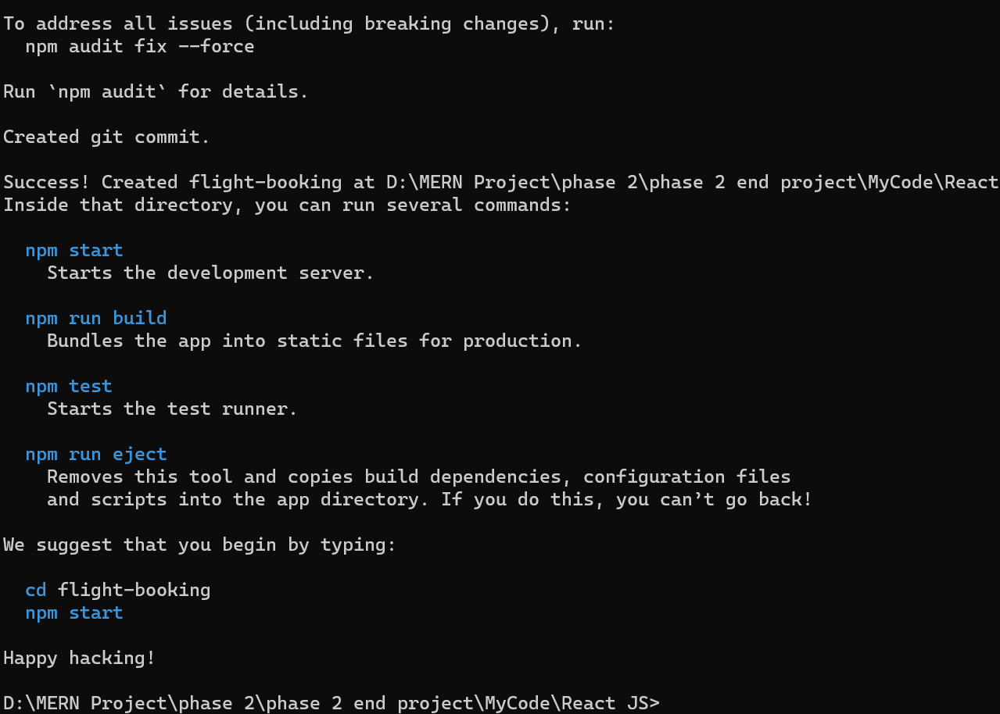 To address all issues (including breaking changes), run:
  npm audit fix --force
Run `npm audit` for details.
Created git commit.
Success! Created flight-booking at D:\MERN Project\phase 2\phase 2 end project\MyCode\React
Inside that directory, you can run several commands:
  npm start
    Starts the development server.
  npm run build
    Bundles the app into static files for production.
  npm test
    Starts the test runner.
  npm run eject
    Removes this tool and copies build dependencies, configuration files
    and scripts into the app directory. If you do this, you can’t go back!
We suggest that you begin by typing:
  cd flight-booking
  npm start
Happy hacking!
D:\MERN Project\phase 2\phase 2 end project\MyCode\React JS>